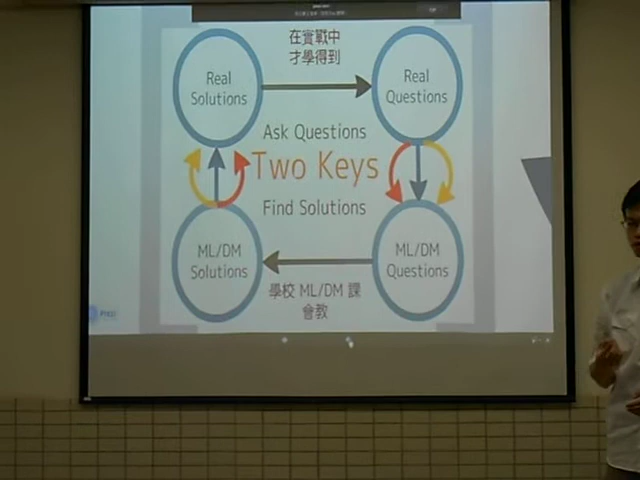 在實戰中
才學得到
Real
Solutions
Real
Questions
Ask Questions
Two Keys
Find Solutions
ML/DM
Solutions
ML/DM
Questions
學校 ML/DM 課
會教
Prezi